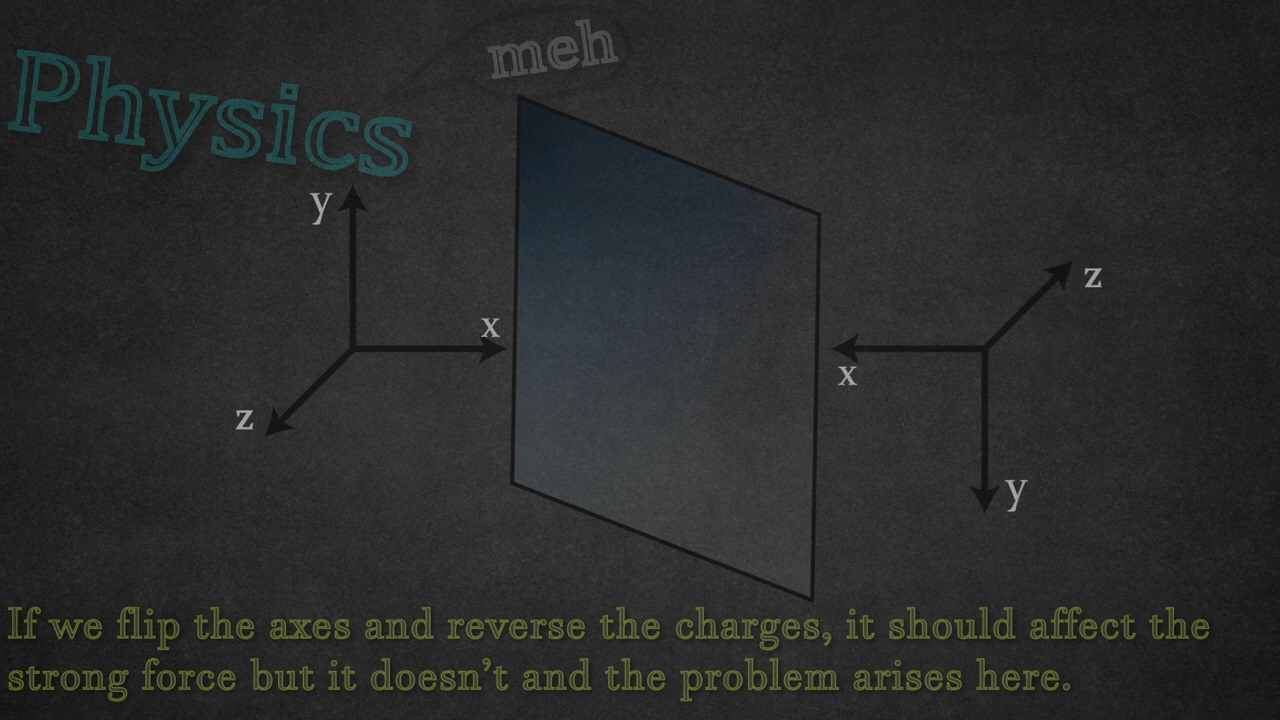 meh
Physics
y
x
z
z
x
y
If we flip the axes and reverse the charges, it should affect the
strong force but it doesn't and the problem arises here.